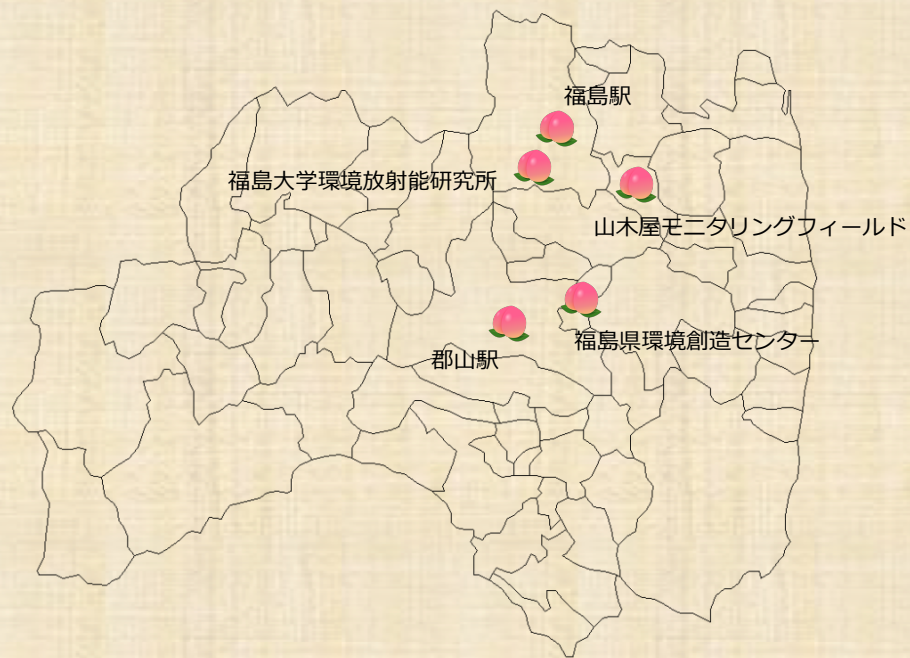 福島駅
福島大学環境放射能研究所
山木屋モニタリングフィールド
福島県環境創造センター
郡山駅